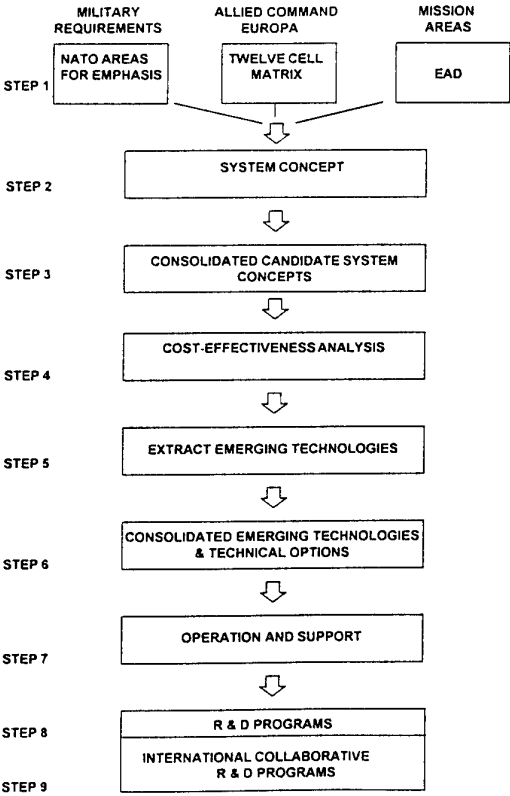 MILITARY
REQUIREMENTS
ALLIED COMMAND
EUROPA
MISSION
AREAS
STEP 1
NATO AREAS
FOR EMPHASIS
TWELVE CELL
MATRIX
EAD
STEP 2
SYSTEM CONCEPT
STEP 3
CONSOLIDATED CANDIDATE SYSTEM
CONCEPTS
STEP 4
COST-EFFECTIVENESS ANALYSIS
STEP 5
EXTRACT EMERGING TECHNOLOGIES
STEP 6
CONSOLIDATED EMERGING TECHNOLOGIES
& TECHNICAL OPTIONS
STEP 7
OPERATION AND SUPPORT
STEP 8
R & D PROGRAMS
INTERNATIONAL COLLABORATIVE
R & D PROGRAMS
STEP 9